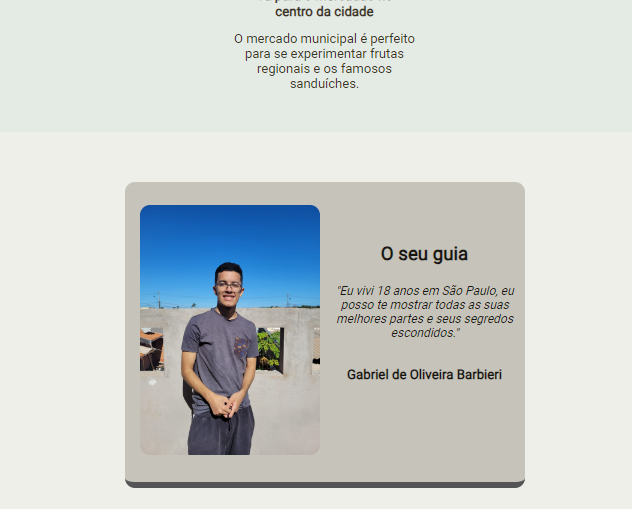 centro da cidade
O mercado municipal é perfeito
para se experimentar frutas
regionais e os famosos
sanduíches.
O seu guia
"Eu vivi 18 anos em São Paulo, eu
posso te mostrar todas as suas
melhores partes e seus segredos
escondidos."
Gabriel de Oliveira Barbieri